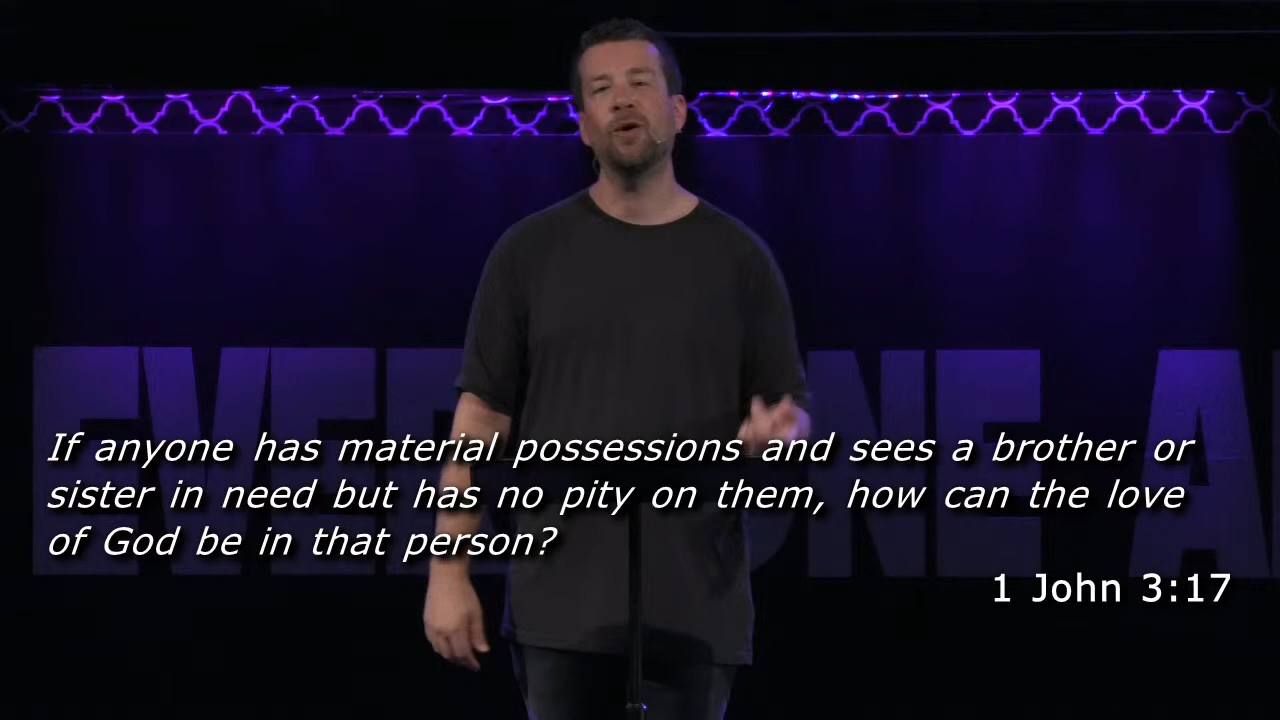 EVERYONE A
If anyone has material possessions and sees a brother or
sister in need but has no pity on them, how can the love
of God be in that person?
1 John 3:17